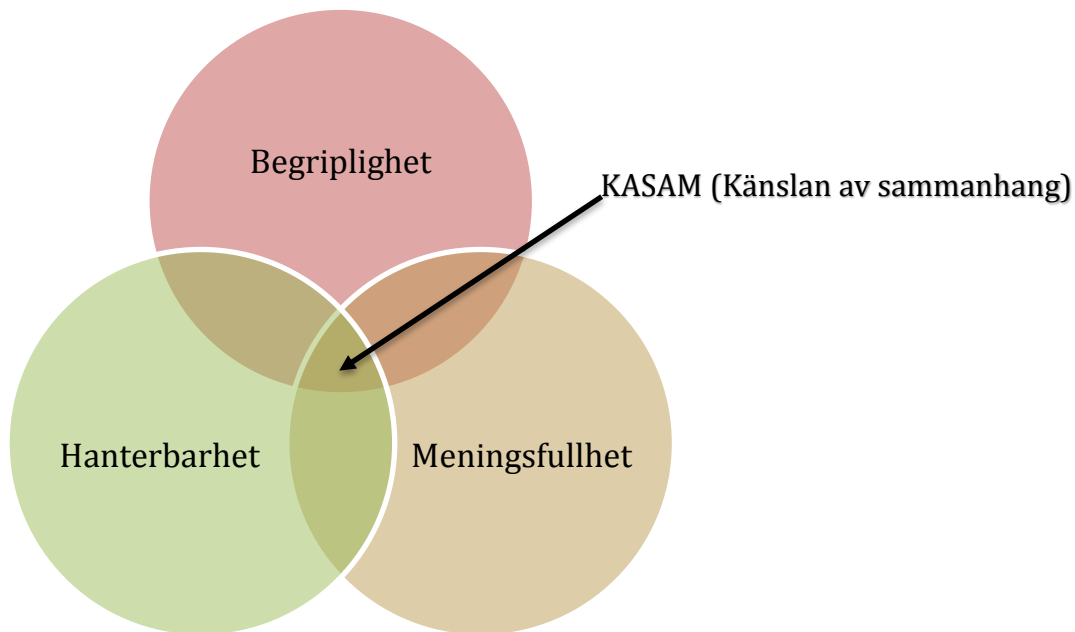 Begriplighet
KASAM (Känslan av sammanhang)
Hanterbarhet
Meningsfullhet